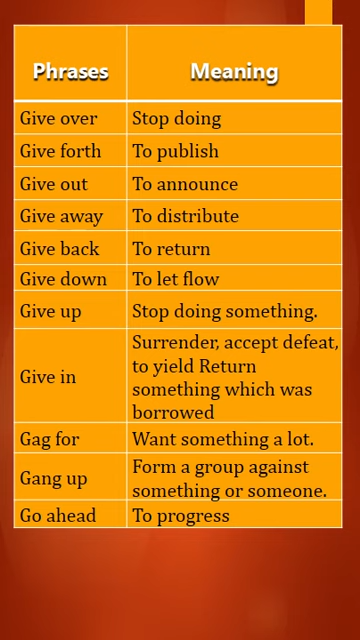 Phrases Meaning
Give over Stop doing
Give forth To publish
Give out To announce
Give away To distribute
Give back To return
Give down To let flow
Give up Stop doing something.
Give in Surrender, accept defeat,
to yield Return
something which was
borrowed
Gag for Want something a lot.
Gang up Form a group against
something or someone.
Go ahead To progress